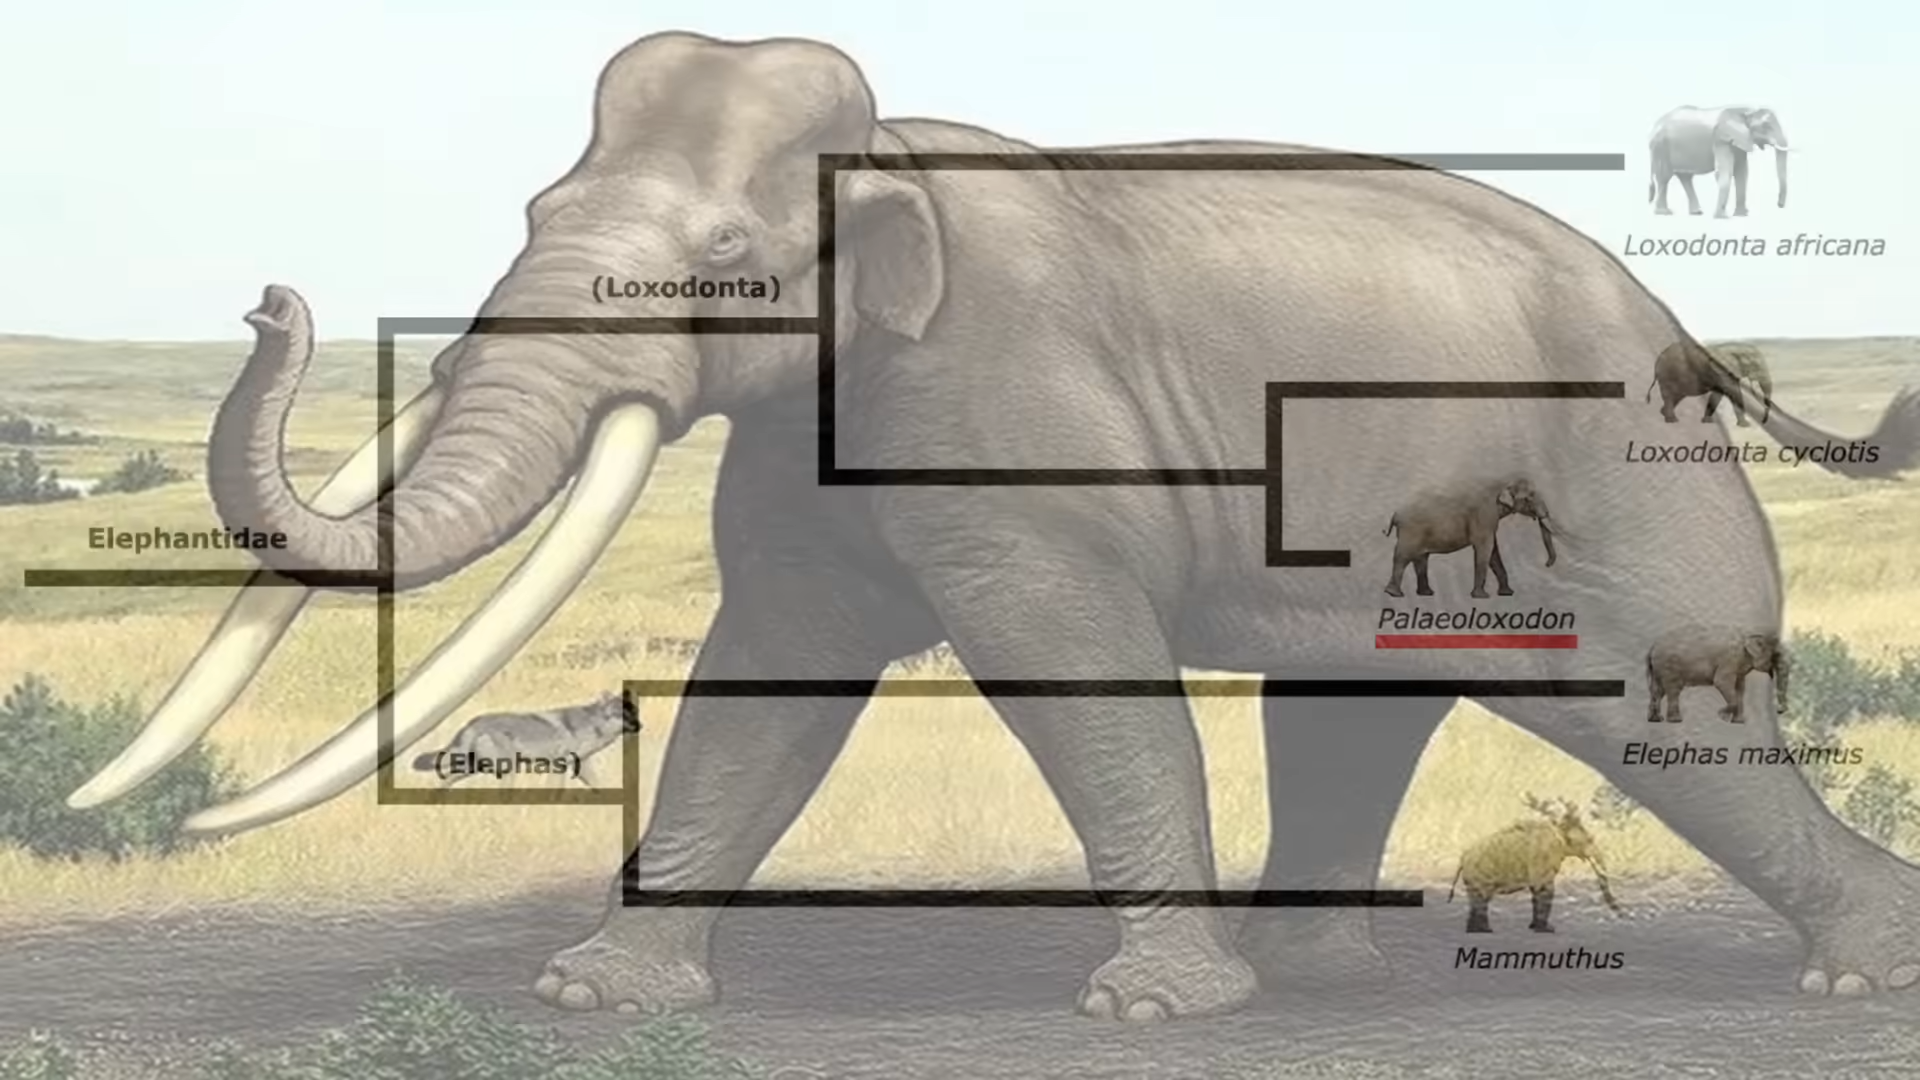 Loxodonta africana
(Loxodonta)
Loxodonta cyclotis
Elephantidae
Palaeoloxodon
Elephas maximus
(Elephas)
Mammuthus